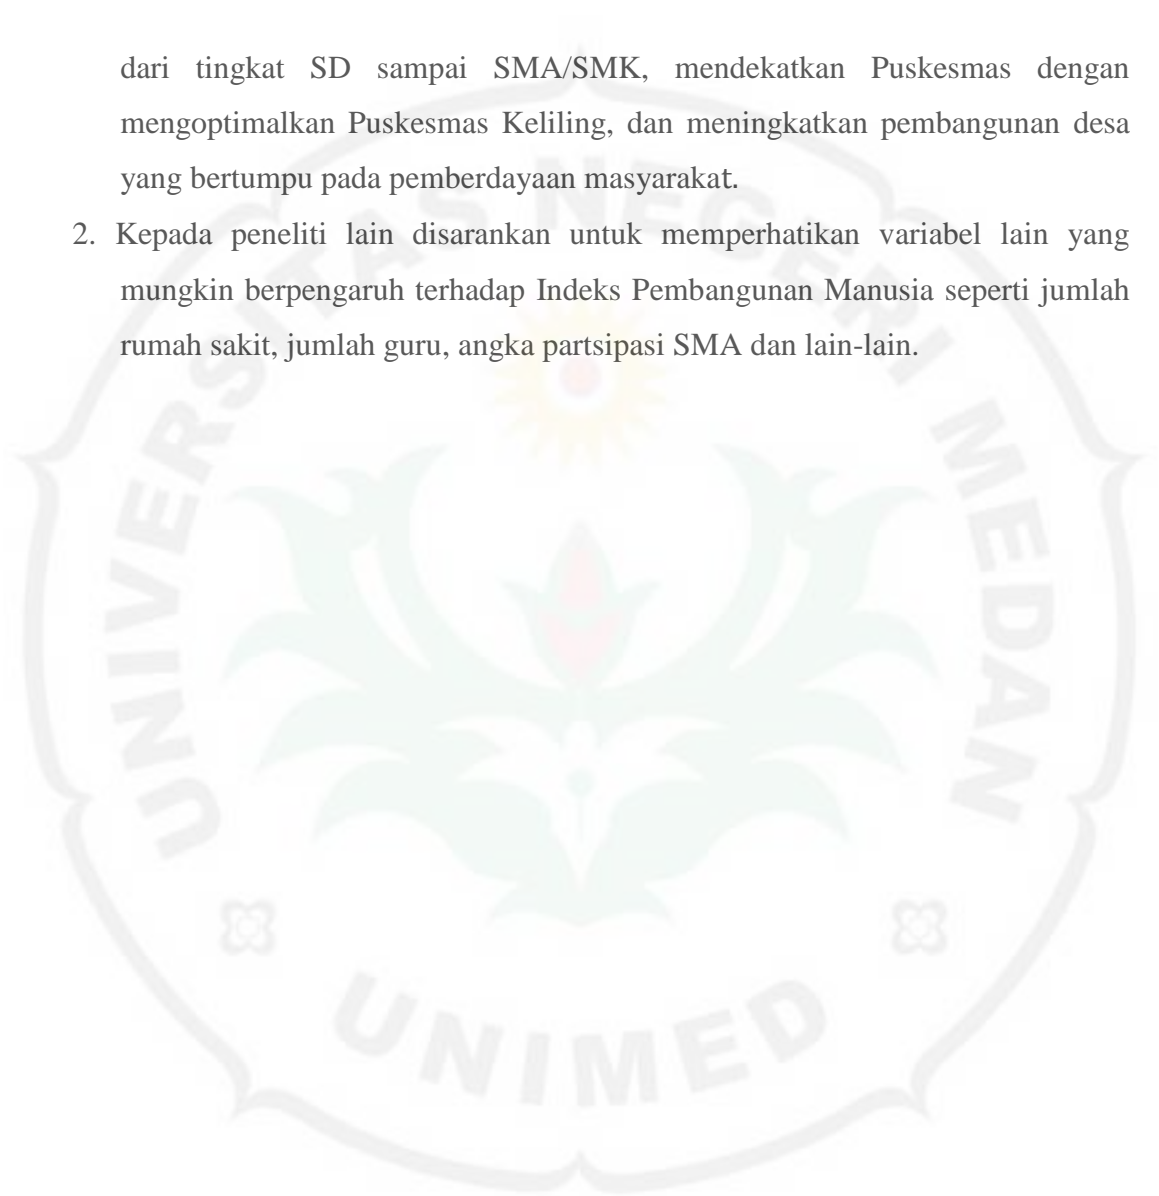 dari tingkat SD sampai SMA/SMK, mendekatkan Puskesmas dengan
mengoptimalkan Puskesmas Keliling, dan meningkatkan pembangunan desa
yang bertumpu pada pemberdayaan masyarakat.
2. Kepada peneliti lain disarankan untuk memperhatikan variabel lain yang
mungkin berpengaruh terhadap Indeks Pembangunan Manusia seperti jumlah
rumah sakit, jumlah guru, angka partsipasi SMA dan lain-lain.
UNIVERSITAS NEGERI MEDAN
UNIMED